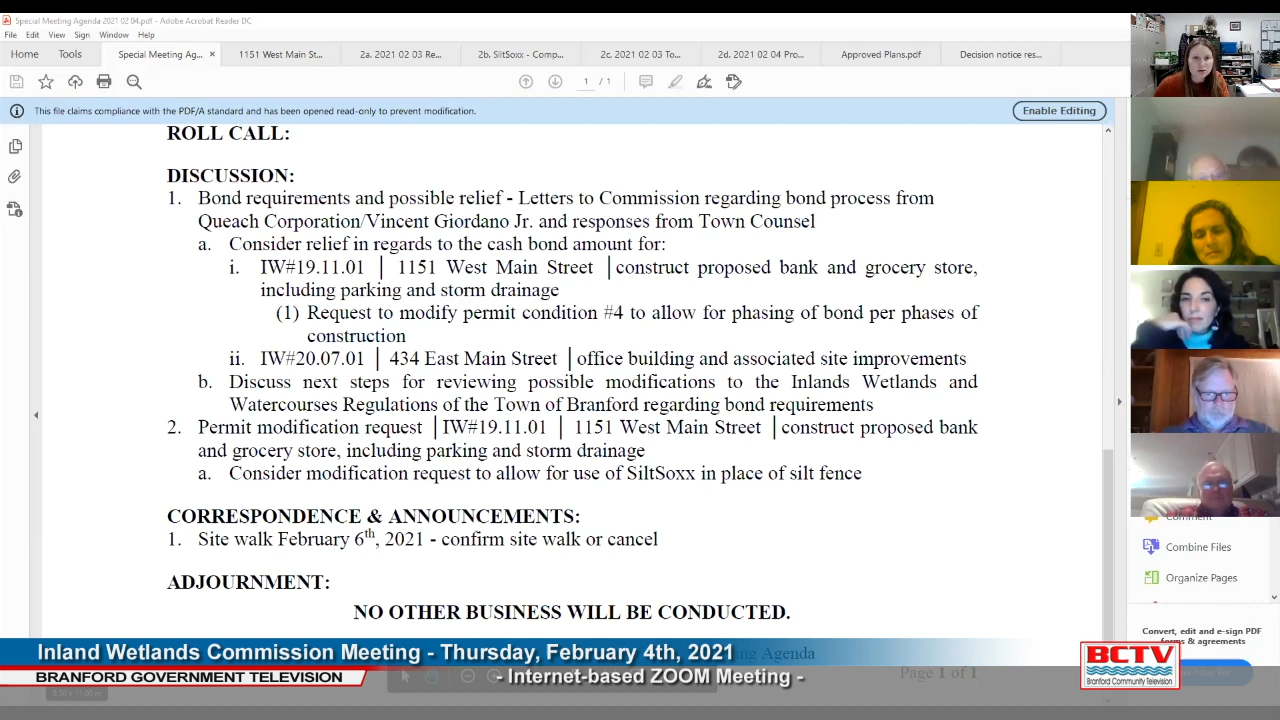 Special Meeting Agenda 2021 02 04.pdf - Adobe Acrobat Reader DC
File Edit View Sign Window Help
Home Tools Special Meeting Ag... × 1151 West Main St... 2a. 2021 02 03 Re... 2b. ... - Comp... 2c. 2021 02 03 To... 2d. 2021 02 04 Pro... Approved Plans.pdf Decision notice res...
1 / 1
This file claims compliance with the PDF/A standard and has been opened read-only to prevent modification.
Enable Editing
ROLL CALL:
DISCUSSION:
1. Bond requirements and possible relief - Letters to Commission regarding bond process from
Queach Corporation/Vincent Giordano Jr. and responses from Town Counsel
a. Consider relief in regards to the cash bond amount for:
i. IW#19.11.01 │ 1151 West Main Street │construct proposed bank and grocery store,
including parking and storm drainage
(1) Request to modify permit condition #4 to allow for phasing of bond per phases of
construction
ii. IW#20.07.01 │ 434 East Main Street │office building and associated site improvements
b. Discuss next steps for reviewing possible modifications to the Inlands Wetlands and
Watercourses Regulations of the Town of Branford regarding bond requirements
2. Permit modification request │IW#19.11.01 │ 1151 West Main Street │construct proposed bank
and grocery store, including parking and storm drainage
a. Consider modification request to allow for use of SiltSoxx in place of silt fence
CORRESPONDENCE & ANNOUNCEMENTS:
1. Site walk February 6th, 2021 - confirm site walk or cancel
ADJOURNMENT:
NO OTHER BUSINESS WILL BE CONDUCTED.
Agenda
Page 1 of 1
8.50 x 11.00 in
Comment
Combine Files
Organize Pages
Convert, edit and e-sign PDF
forms & agreements
Inland Wetlands Commission Meeting - Thursday, February 4th, 2021
BRANFORD GOVERNMENT TELEVISION
- Internet-based ZOOM Meeting -
BCTV
Branford Community Television